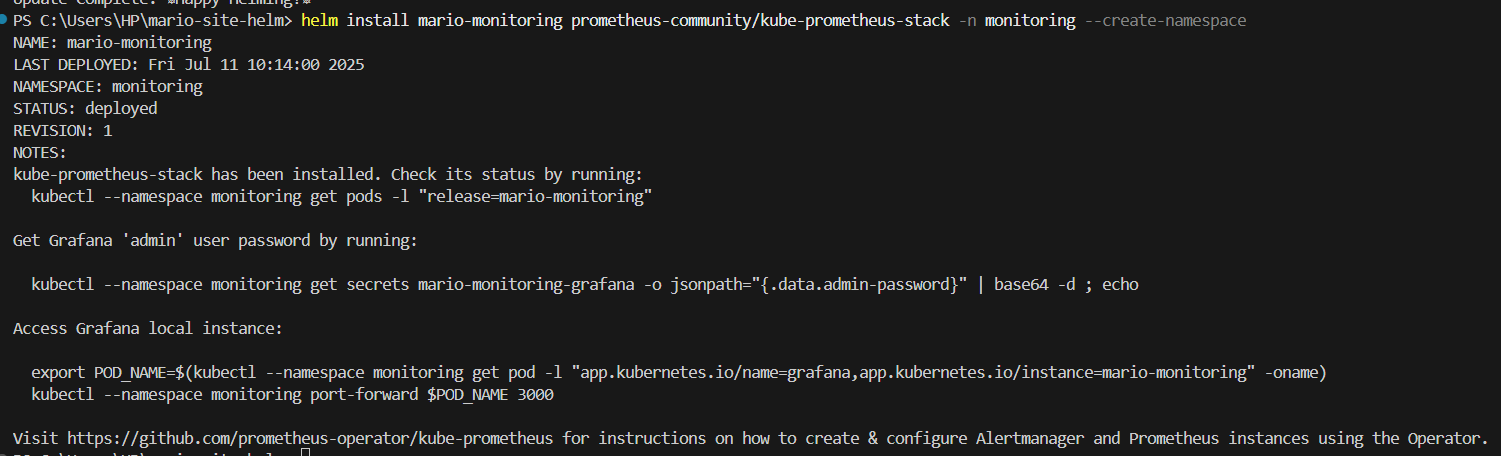 Update Complete. ⎈Happy Helming!⎈
PS C:\Users\HP\mario-site-helm> helm install mario-monitoring prometheus-community/kube-prometheus-stack -n monitoring --create-namespace
NAME: mario-monitoring
LAST DEPLOYED: Fri Jul 11 10:14:00 2025
NAMESPACE: monitoring
STATUS: deployed
REVISION: 1
NOTES:
kube-prometheus-stack has been installed. Check its status by running:
  kubectl --namespace monitoring get pods -l "release=mario-monitoring"

Get Grafana 'admin' user password by running:

  kubectl --namespace monitoring get secrets mario-monitoring-grafana -o jsonpath="{.data.admin-password}" | base64 -d ; echo

Access Grafana local instance:

  export POD_NAME=$(kubectl --namespace monitoring get pod -l "app.kubernetes.io/name=grafana,app.kubernetes.io/instance=mario-monitoring" -oname)
  kubectl --namespace monitoring port-forward $POD_NAME 3000

Visit https://github.com/prometheus-operator/kube-prometheus for instructions on how to create & configure Alertmanager and Prometheus instances using the Operator.
PS C:\Users\HP\mario-site-helm>